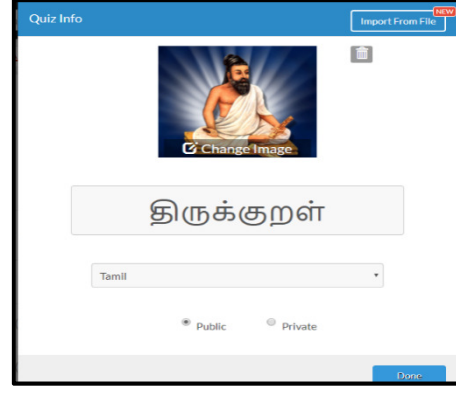 Quiz Info
Import From File
NEW
Change Image
திருக்குறள்
Tamil
Public
Private
Done